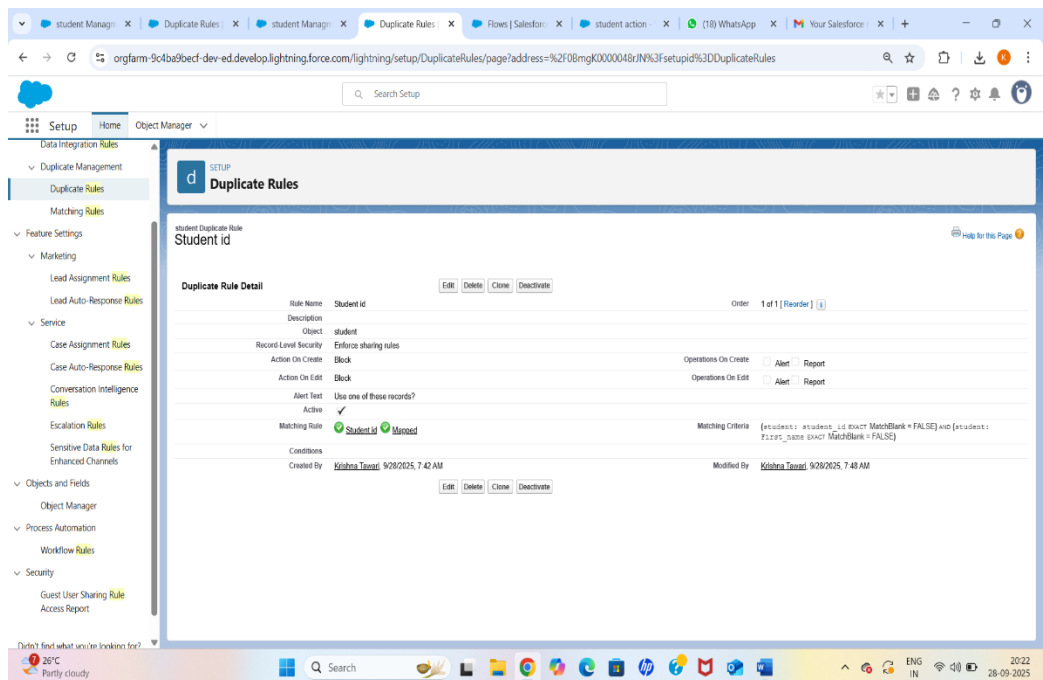 student Managn
Duplicate Rules |
student Managn
Duplicate Rules |
Flows | Salesforc
student action -
(18) WhatsApp
Your Salesforce
orgfarm-9c4ba9becf-dev-ed.develop.lightning.force.com/lightning/setup/DuplicateRules/page?address=%2F0BmgK0000048rJN%3Fsetupid%3DDuplicateRules
K
Search Setup
Setup Home Object Manager
Data Integration Rules
Duplicate Management
Duplicate Rules
Matching Rules
Feature Settings
Marketing
Lead Assignment Rules
Lead Auto-Response Rules
Service
Case Assignment Rules
Case Auto-Response Rules
Conversation Intelligence
Rules
Escalation Rules
Sensitive Data Rules for
Enhanced Channels
Objects and Fields
Object Manager
Process Automation
Workflow Rules
Security
Guest User Sharing Rule
Access Report
Didn't find what you're looking for?
d
SETUP
Duplicate Rules
student Duplicate Rule
Student id
Help for this Page
Duplicate Rule Detail Edit Delete Clone Deactivate
Rule Name Student id Order 1 of 1 [ Reorder ] i
Description
Object student
Record-Level Security Enforce sharing rules
Action On Create Block Operations On Create Alert Report
Action On Edit Block Operations On Edit Alert Report
Alert Text Use one of these records?
Active
Matching Rule Student id Mapped Matching Criteria (student: student_id EXACT MatchBlank = FALSE) AND (student:
First_name EXACT MatchBlank = FALSE)
Conditions
Created By Krishna Tawari, 9/28/2025, 7:42 AM Modified By Krishna Tawari, 9/28/2025, 7:48 AM
Edit Delete Clone Deactivate
7
26°C
Partly cloudy
Search
ENG
IN
20:22
28-09-2025